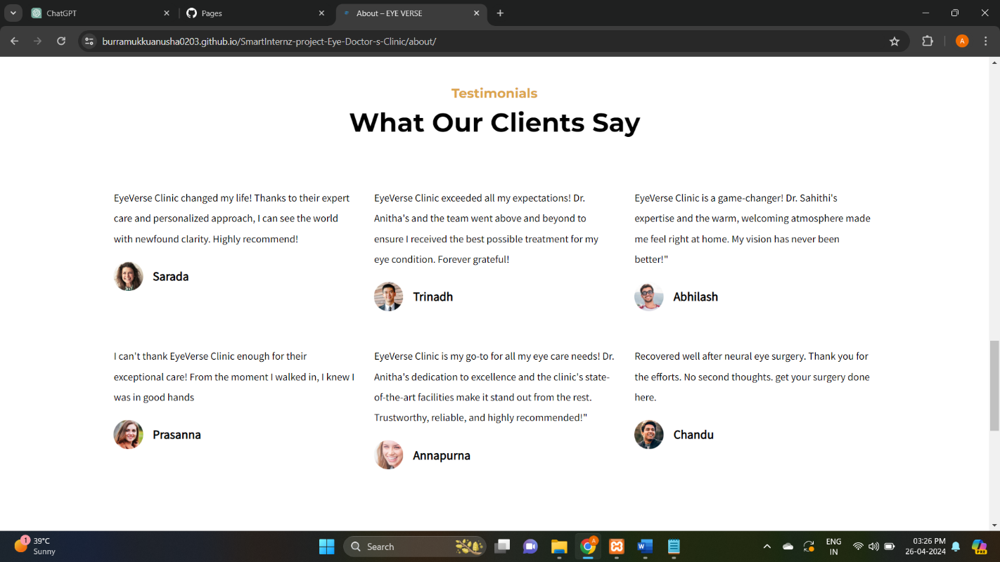 ChatGPT
Pages
About – EYE VERSE
burramukkuanusha0203.github.io/SmartInternz-project-Eye-Doctor-s-Clinic/about/
A
Testimonials
What Our Clients Say
EyeVerse Clinic changed my life! Thanks to their expert
care and personalized approach, I can see the world
with newfound clarity. Highly recommend!
Sarada
EyeVerse Clinic exceeded all my expectations! Dr.
Anitha's and the team went above and beyond to
ensure I received the best possible treatment for my
eye condition. Forever grateful!
Trinadh
EyeVerse Clinic is a game-changer! Dr. Sahithi's
expertise and the warm, welcoming atmosphere made
me feel right at home. My vision has never been
better!"
Abhilash
I can't thank EyeVerse Clinic enough for their
exceptional care! From the moment I walked in, I knew I
was in good hands
Prasanna
EyeVerse Clinic is my go-to for all my eye care needs! Dr.
Anitha's dedication to excellence and the clinic's state-
of-the-art facilities make it stand out from the rest.
Trustworthy, reliable, and highly recommended!"
Annapurna
Recovered well after neural eye surgery. Thank you for
the efforts. No second thoughts. get your surgery done
here.
Chandu
1
39°C
Sunny
Search
A
W
ENG
IN
03:26 PM
26-04-2024
PRE